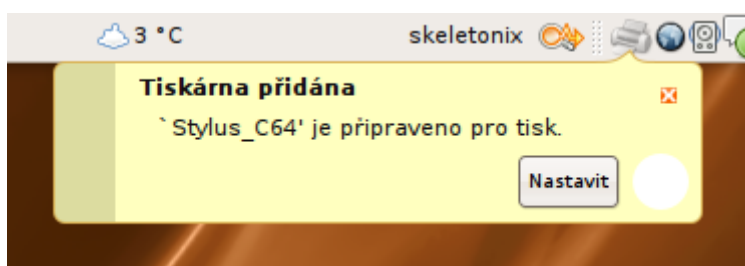 3 °C
skeletonix
Tiskárna přidána
`Stylus_C64' je připraveno pro tisk.
Nastavit